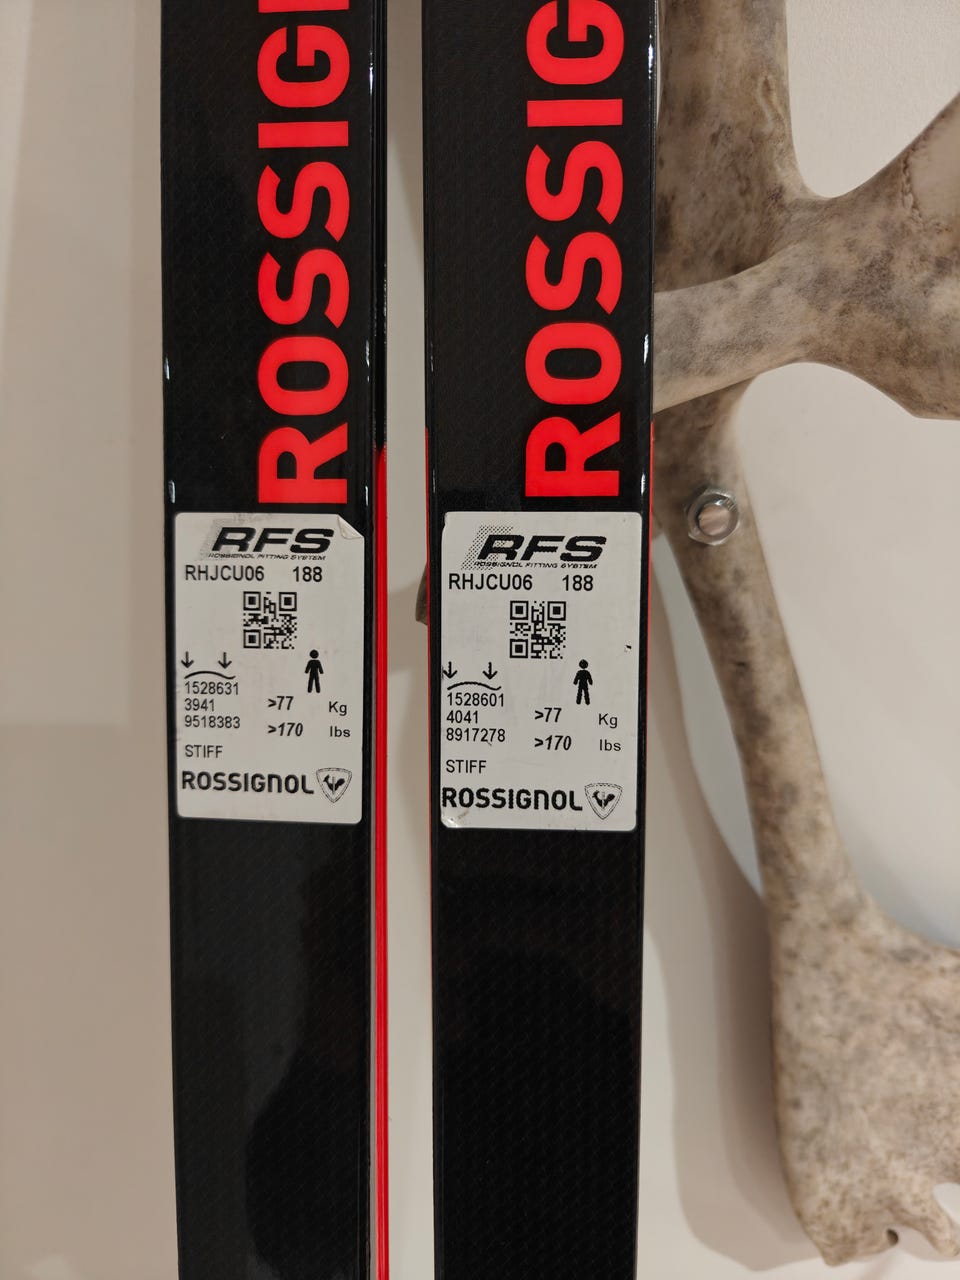 ROSSIG
RFS
ROSSIGNOL FITTING SYSTEM
RHJCU06 188
1528631
3941
9518383
>77 Kg
>170 lbs
STIFF
ROSSIGNOL
ROSSIG
RFS
ROSSIGNOL FITTING SYSTEM
RHJCU06 188
1528601
4041
8917278
>77 Kg
>170 lbs
STIFF
ROSSIGNOL